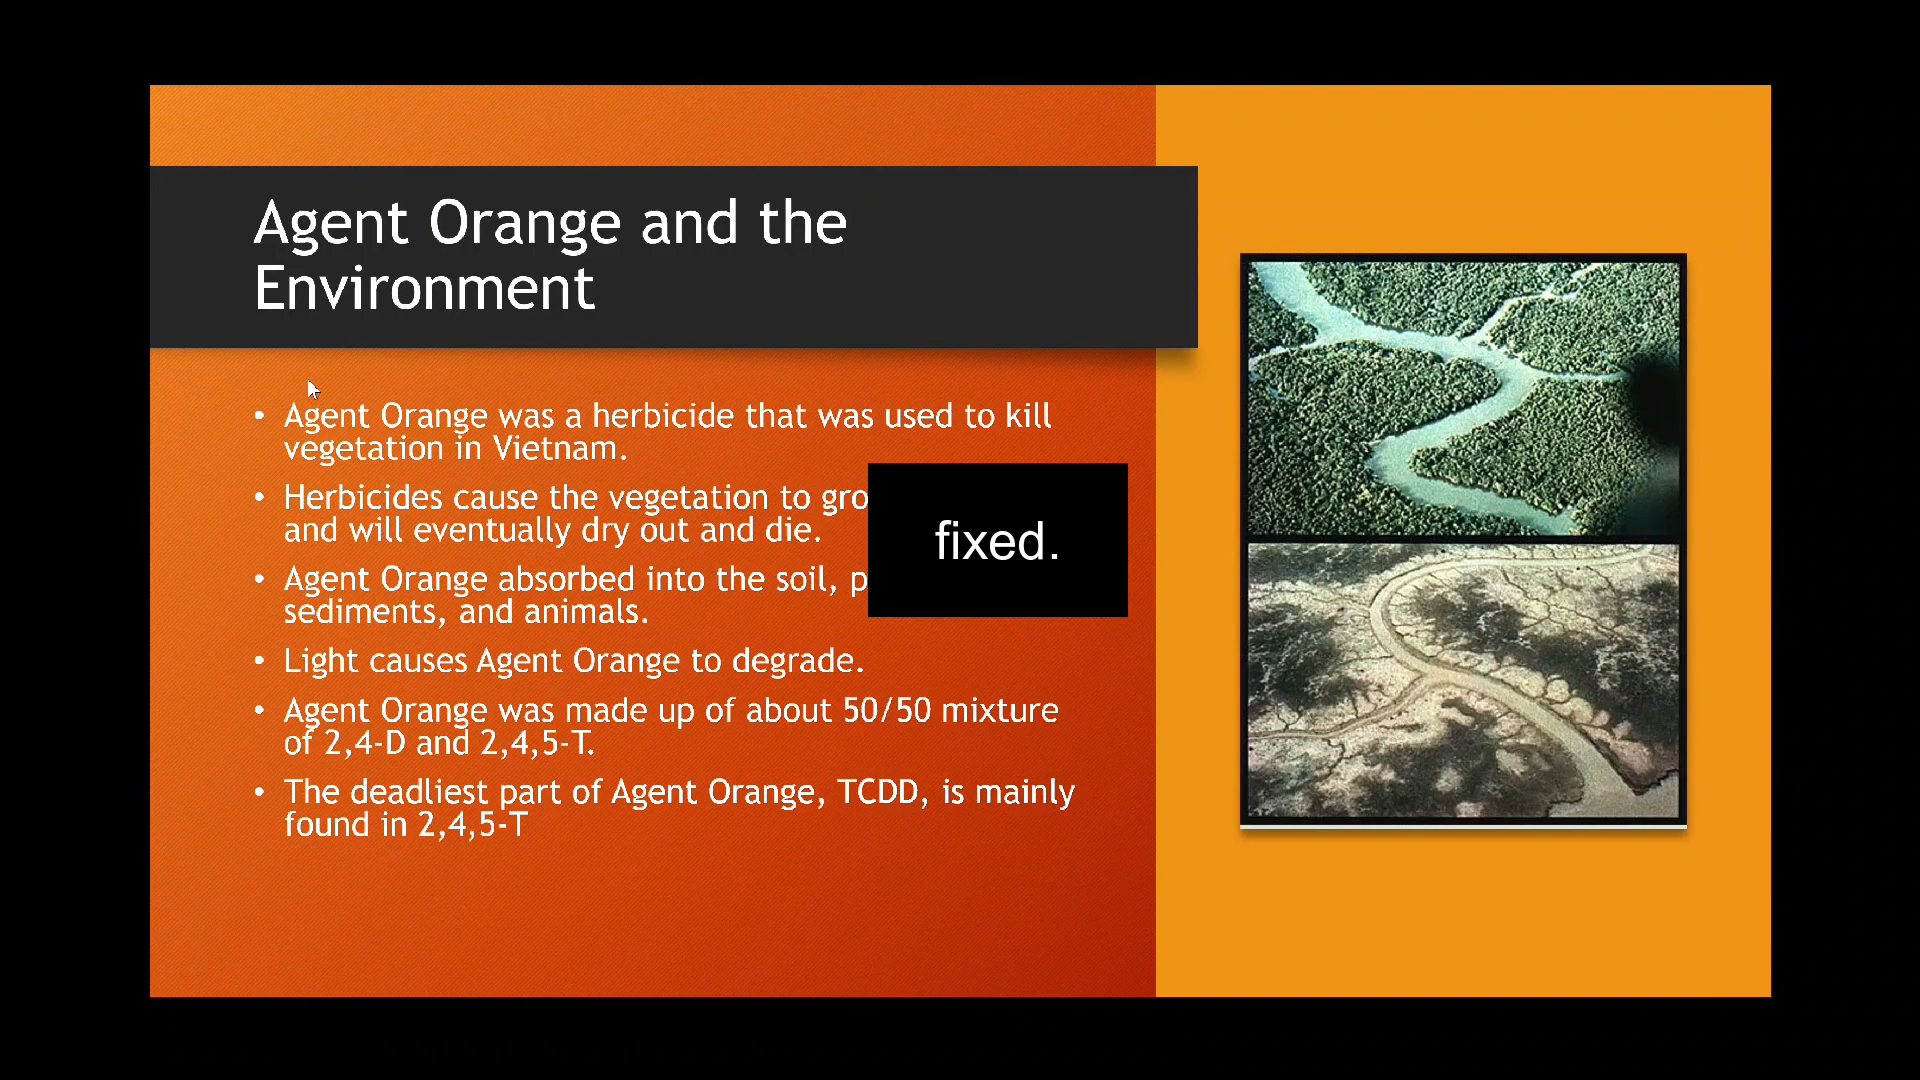 Agent Orange and the
Environment
• Agent Orange was a herbicide that was used to kill
vegetation in Vietnam.
• Herbicides cause the vegetation to
and will eventually dry out and die.
fixed.
• Agent Orange absorbed into the soil,
sediments, and animals.
• Light causes Agent Orange to degrade.
• Agent Orange was made up of about 50/50 mixture
of 2,4-D and 2,4,5-T.
• The deadliest part of Agent Orange, TCDD, is mainly
found in 2,4,5-T